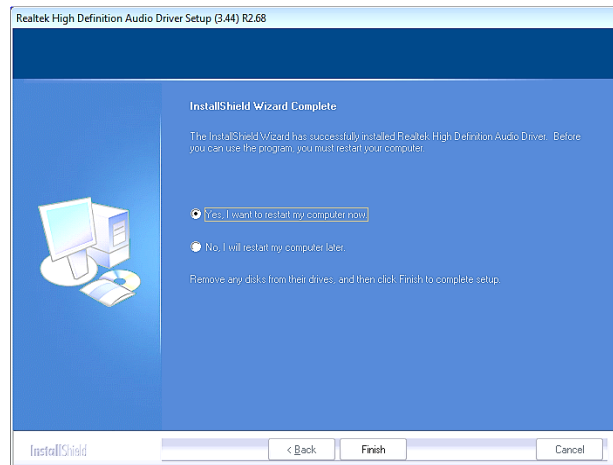 Realtek High Definition Audio Driver Setup (3.44) R2.68
InstallShield Wizard Complete
The InstallShield Wizard has successfully installed Realtek High Definition Audio Driver. Before
you can use the program, you must restart your computer.
Yes, I want to restart my computer now.
No, I will restart my computer later.
Remove any disks from their drives, and then click Finish to complete setup.
InstallShield
< Back
Finish
Cancel